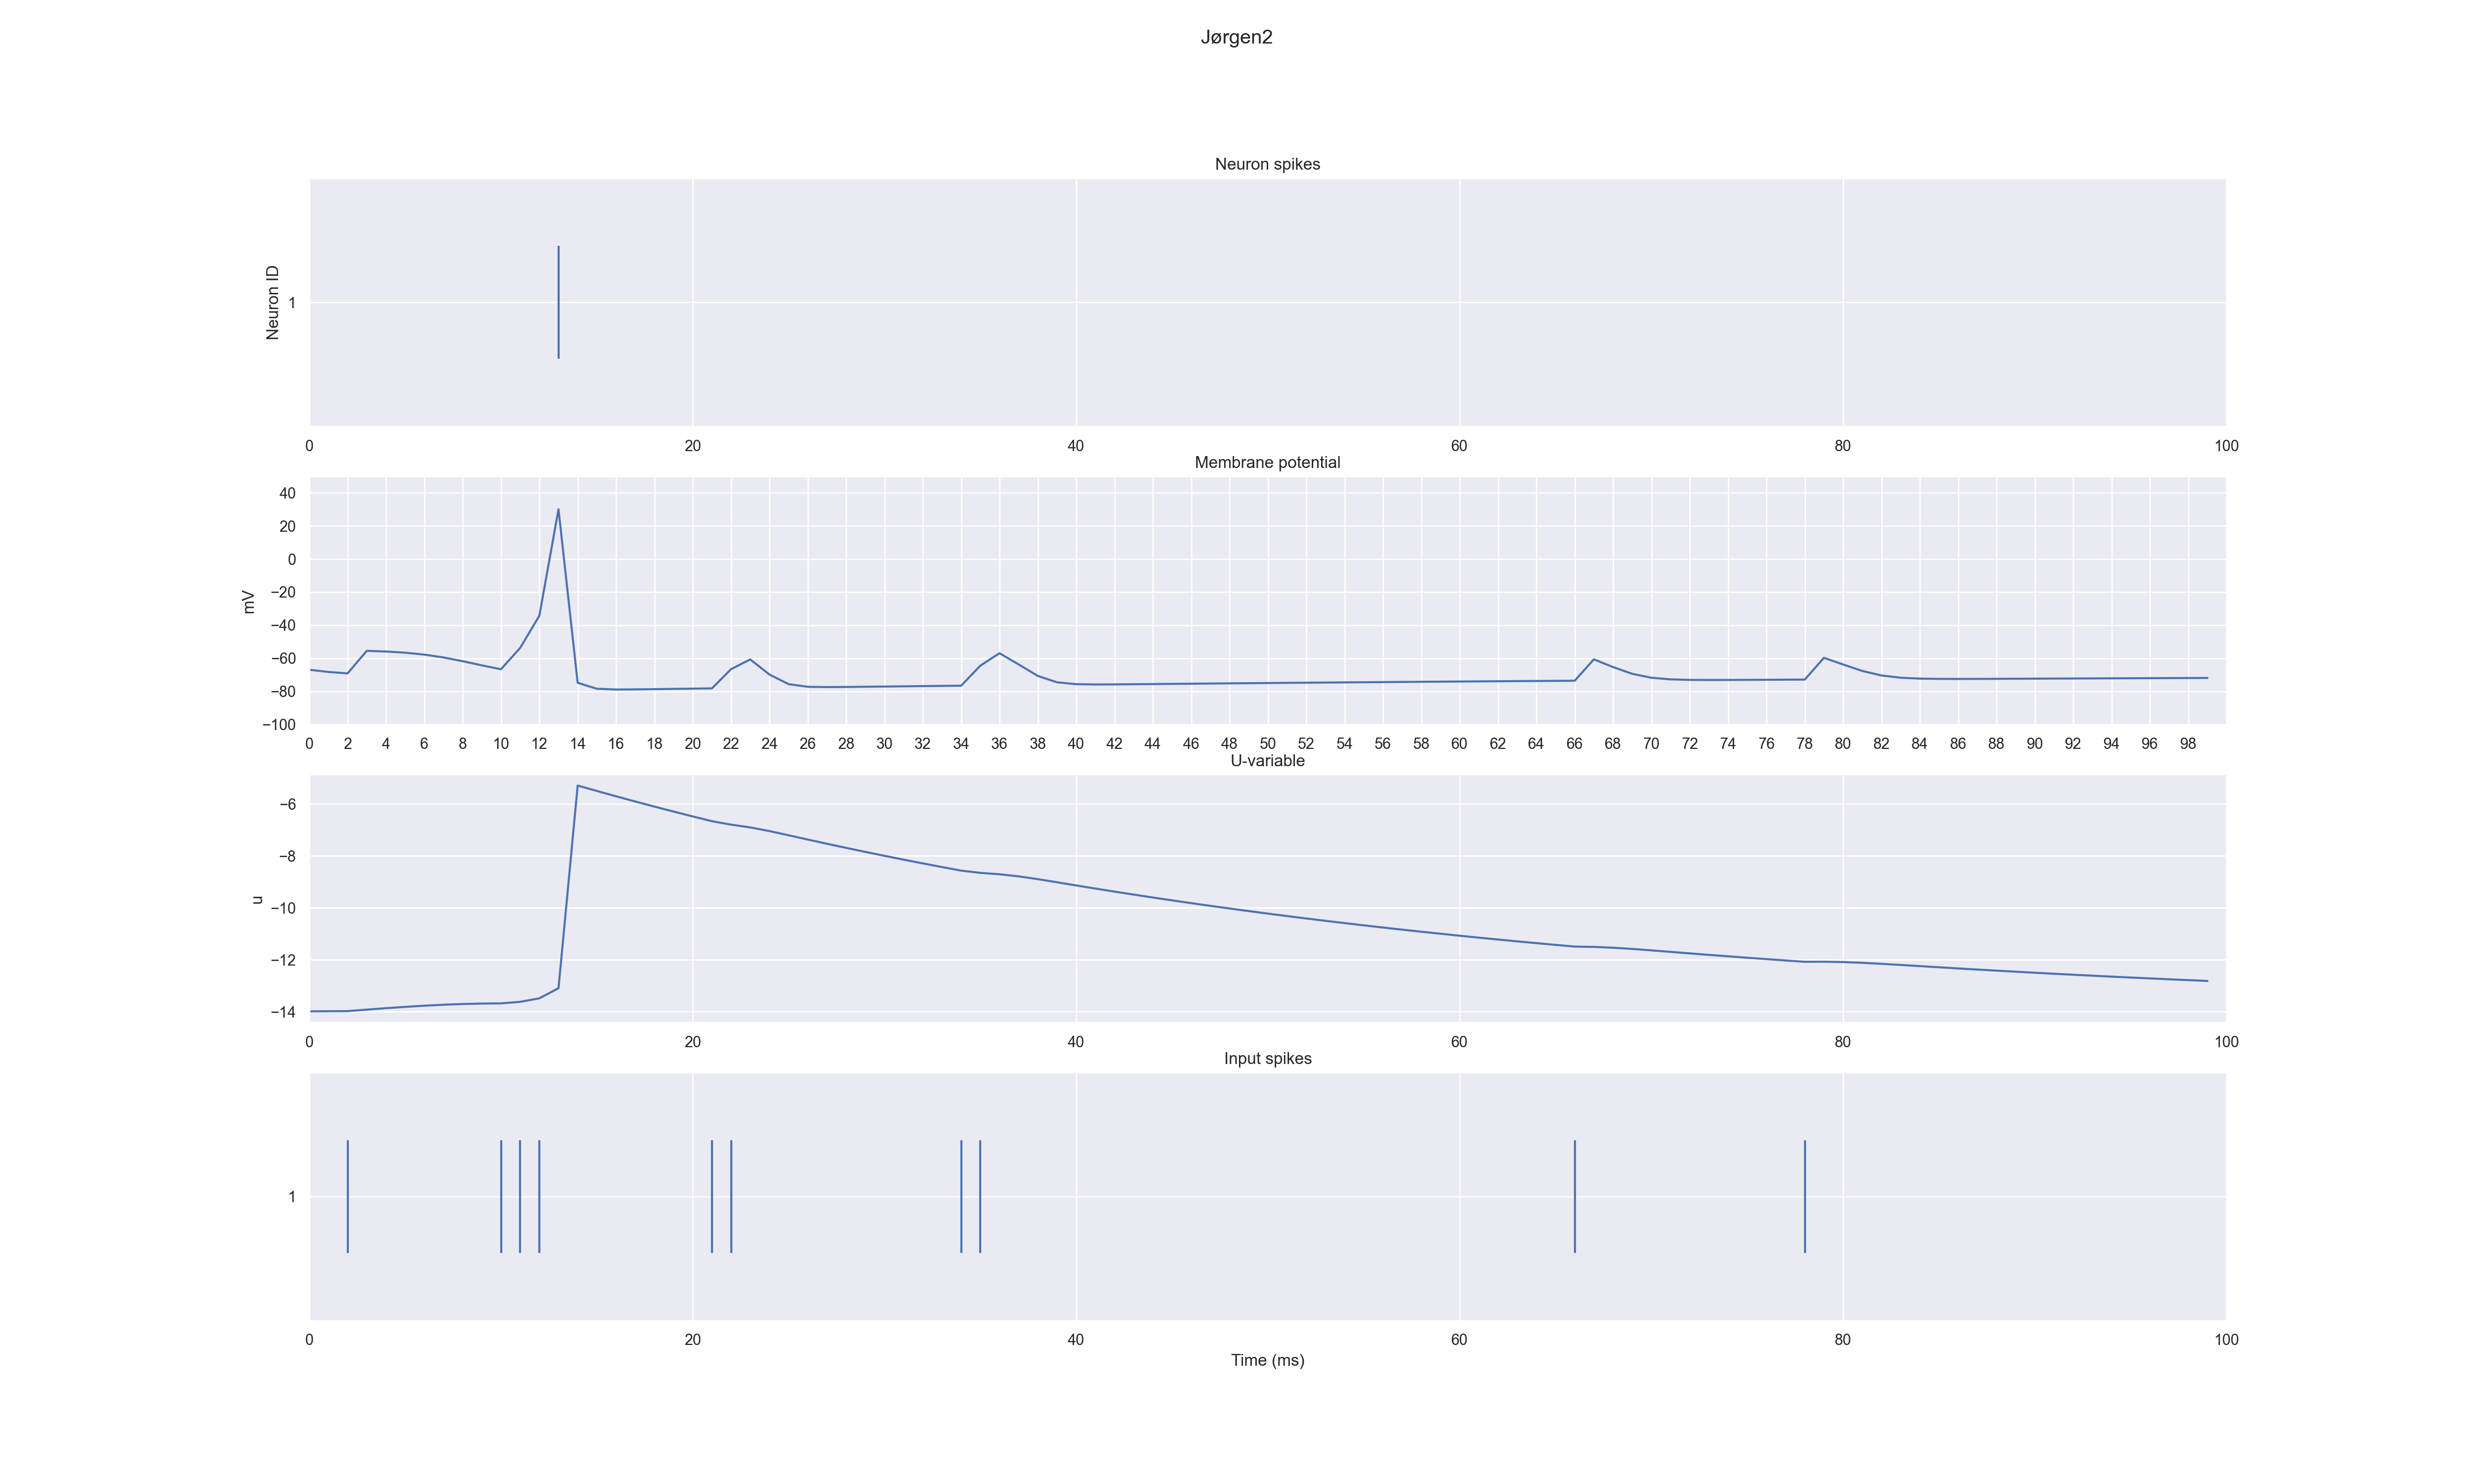 Jørgen2
Neuron spikes
Neuron ID
1
0 20 40 60 80 100
Membrane potential
mV
40
20
0
−20
−40
−60
−80
−100
0 2 4 6 8 10 12 14 16 18 20 22 24 26 28 30 32 34 36 38 40 42 44 46 48 50 52 54 56 58 60 62 64 66 68 70 72 74 76 78 80 82 84 86 88 90 92 94 96 98
U-variable
u
−6
−8
−10
−12
−14
0 20 40 60 80 100
Input spikes
1
0 20 40 60 80 100
Time (ms)